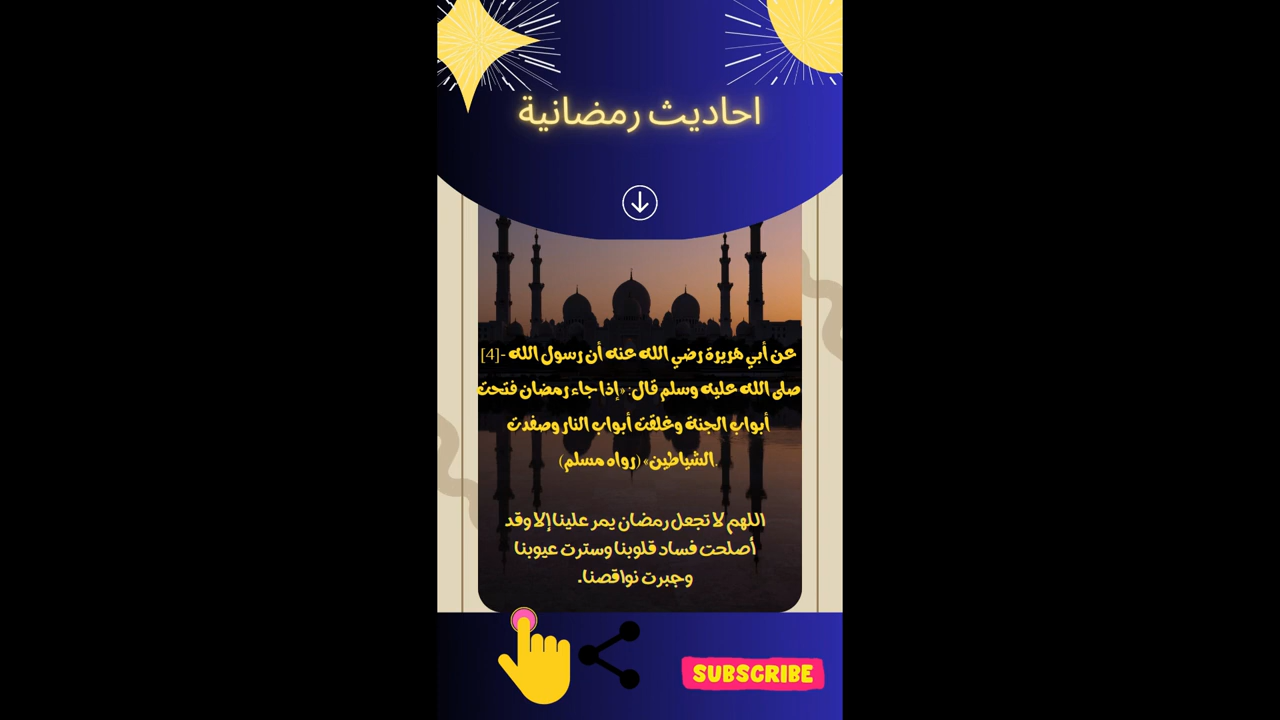 احاديث رمضانية
[4]- عن أبي هريرة رضي الله عنه أن رسول الله
صلى الله عليه وسلم قال: «إذا جاء رمضان فتحت
أبواب الجنة وغلقت أبواب النار وصفدت
الشياطين» (رواه مسلم).
اللهم لا تجعل رمضان يمر علينا إلا وقد
أصلحت فساد قلوبنا وسترت عيوبنا
وجبرت نواقصنا.
SUBSCRIBE